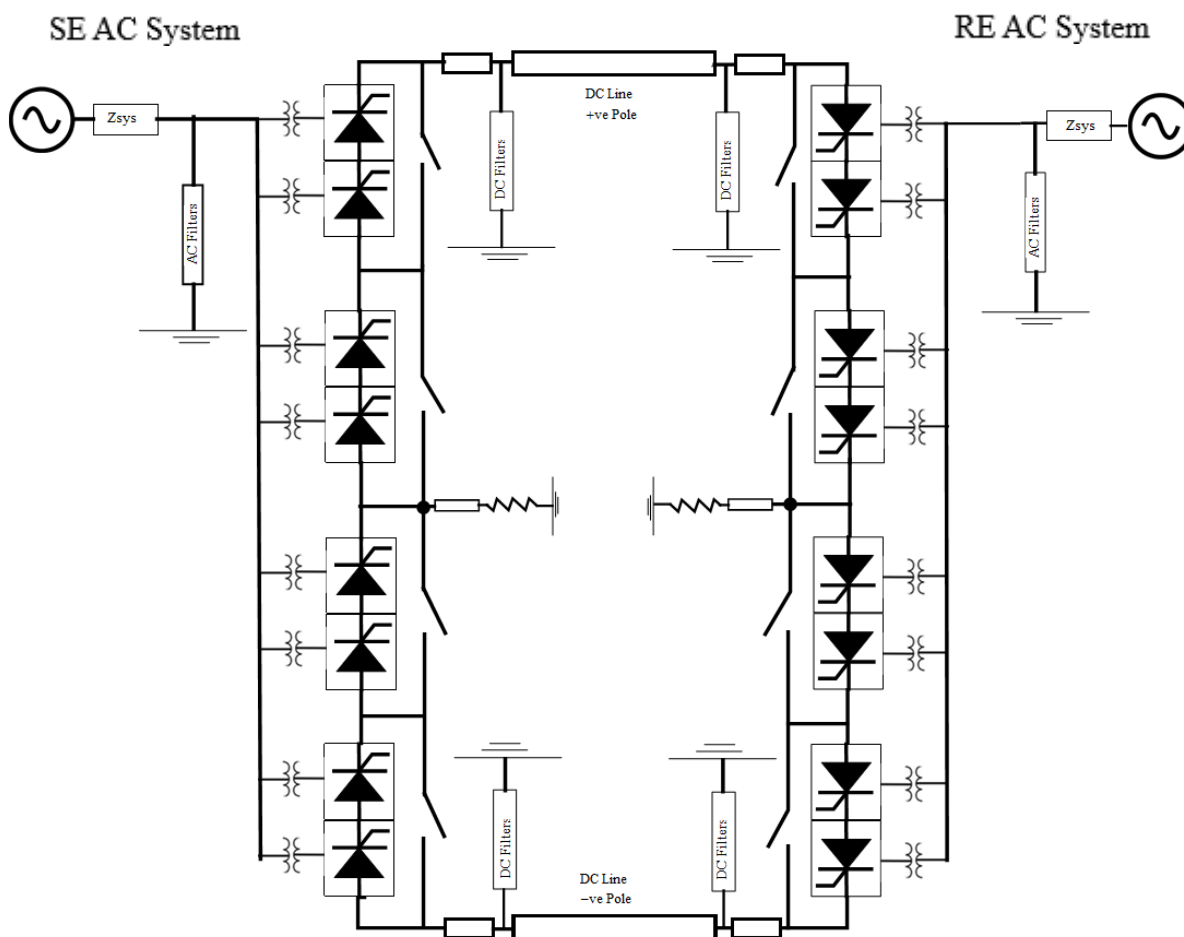 SE AC System
RE AC System
Zsys
Zsys
DC Line
+ve Pole
AC Filters
DC Filters
DC Filters
AC Filters
DC Filters
DC Filters
DC Line
−ve Pole